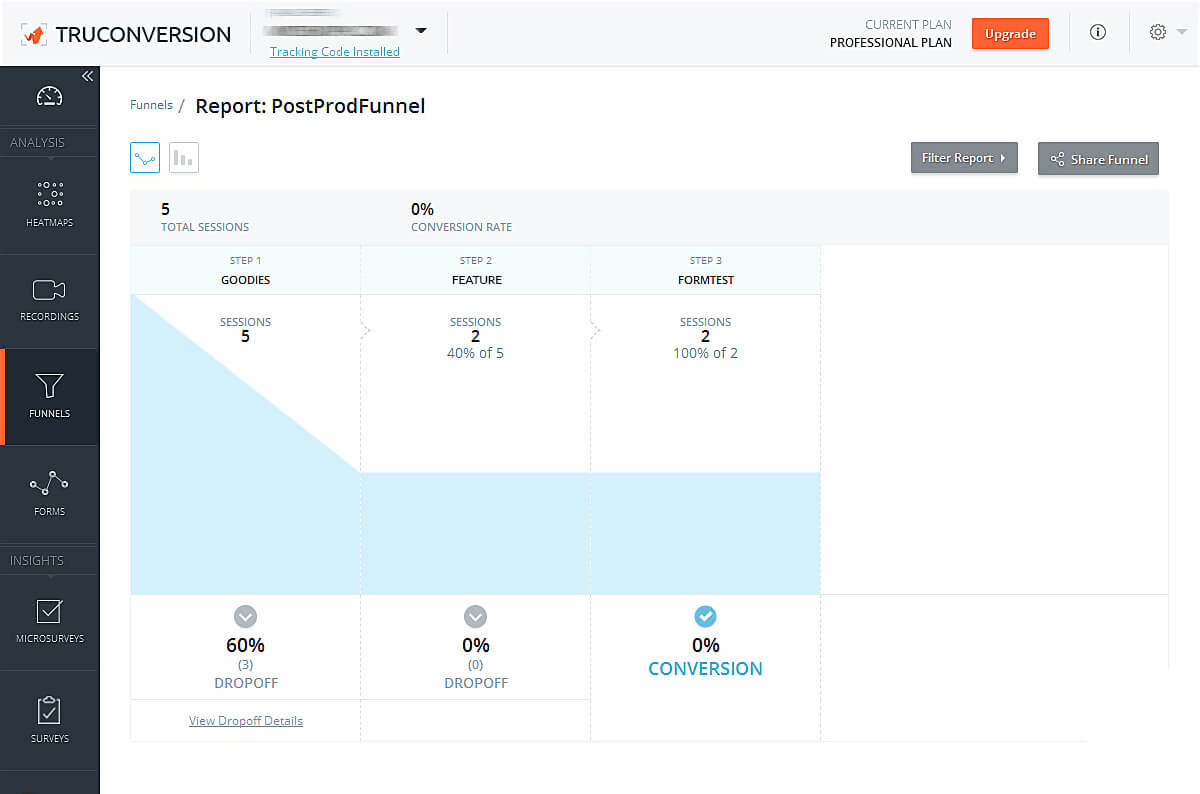 TRUCONVERSION
Tracking Code Installed
CURRENT PLAN
PROFESSIONAL PLAN
Upgrade
ANALYSIS
HEATMAPS
RECORDINGS
FUNNELS
FORMS
INSIGHTS
MICROSURVEYS
SURVEYS
Funnels / Report: PostProdFunnel
Filter Report
Share Funnel
5
TOTAL SESSIONS
0%
CONVERSION RATE
STEP 1
GOODIES
STEP 2
FEATURE
STEP 3
FORMTEST
SESSIONS
5
SESSIONS
2
40% of 5
SESSIONS
2
100% of 2
60%
(3)
DROPOFF
0%
(0)
DROPOFF
0%
CONVERSION
View Dropoff Details